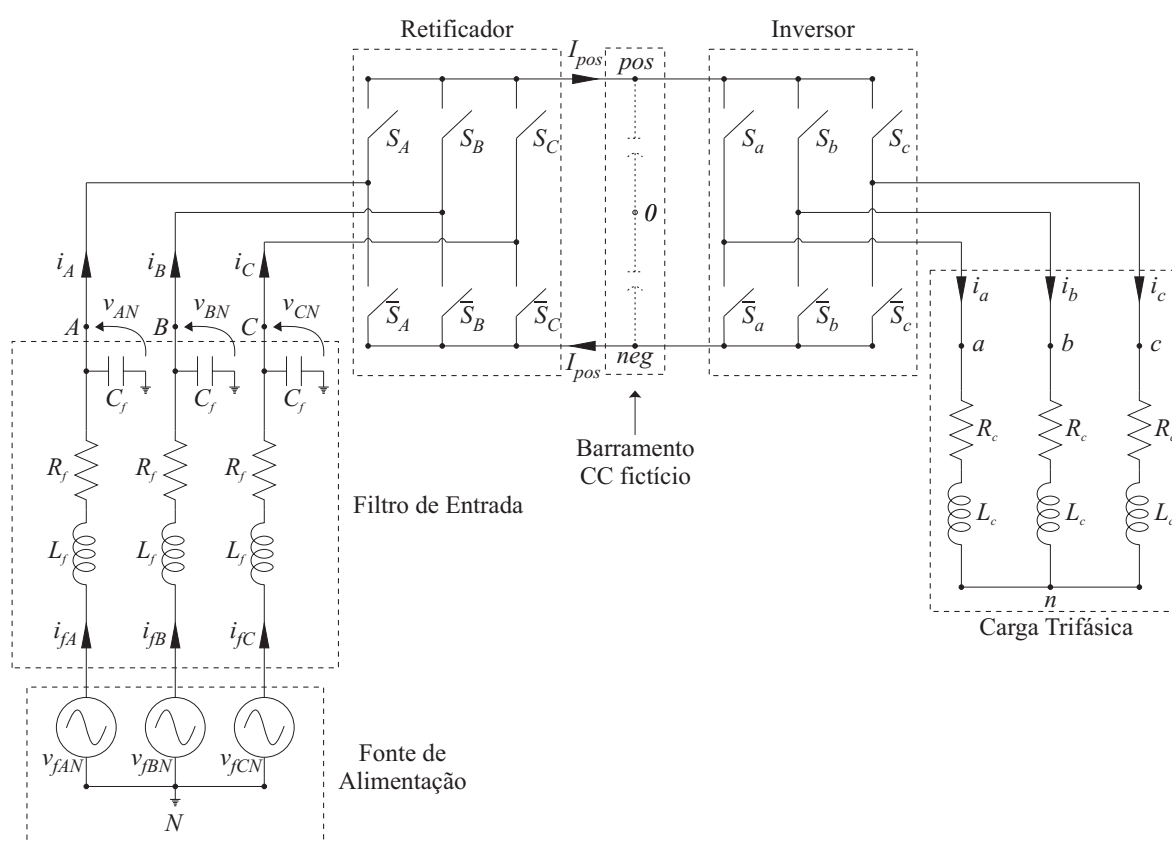 Retificador
Inversor
I_pos pos
S_A S_B S_C
S_a S_b S_c
0
i_A i_B i_C
i_a i_b i_c
v_AN v_BN v_CN
A B C
S̅_A S̅_B S̅_C
S̅_a S̅_b S̅_c
I_pos neg
a b c
C_f C_f C_f
Barramento
CC fictício
R_f R_f R_f
R_c R_c
Filtro de Entrada
L_f L_f L_f
L_c L_c
n
Carga Trifásica
i_fA i_fB i_fC
v_fAN v_fBN v_fCN
Fonte de
Alimentação
N